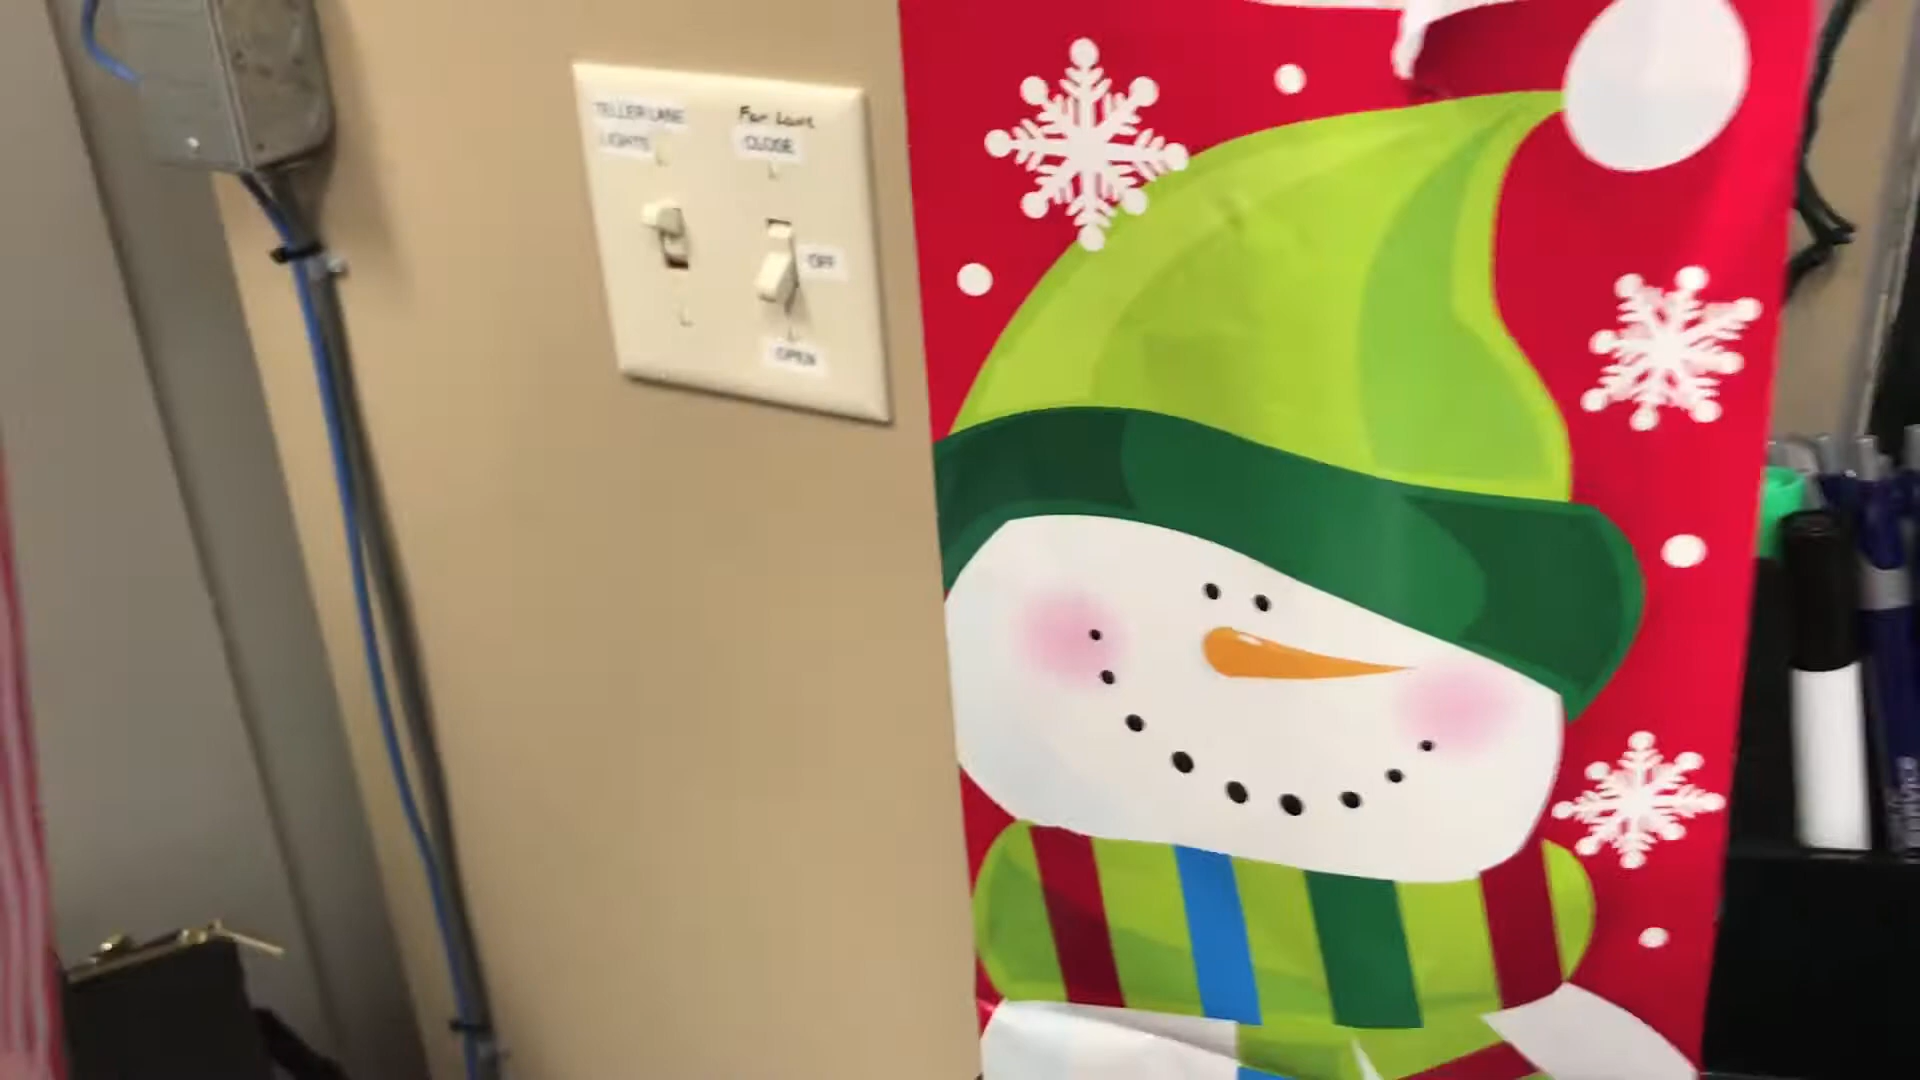 TELLER LANE
LIGHTS
Far Lane
CLOSE
OFF
OPEN